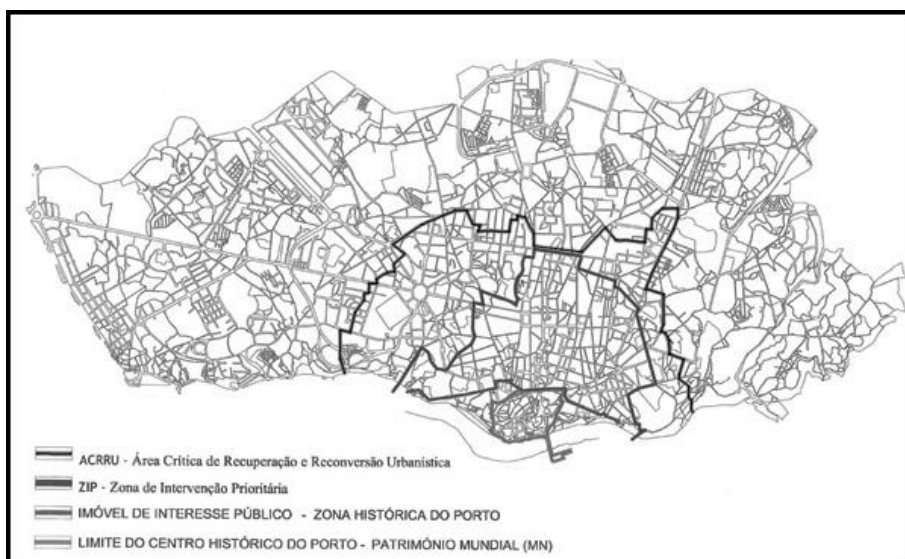 ACRRU - Área Crítica de Recuperação e Reconversão Urbanística
ZIP - Zona de Intervenção Prioritária
IMÓVEL DE INTERESSE PÚBLICO - ZONA HISTÓRICA DO PORTO
LIMITE DO CENTRO HISTÓRICO DO PORTO - PATRIMÓNIO MUNDIAL (MN)